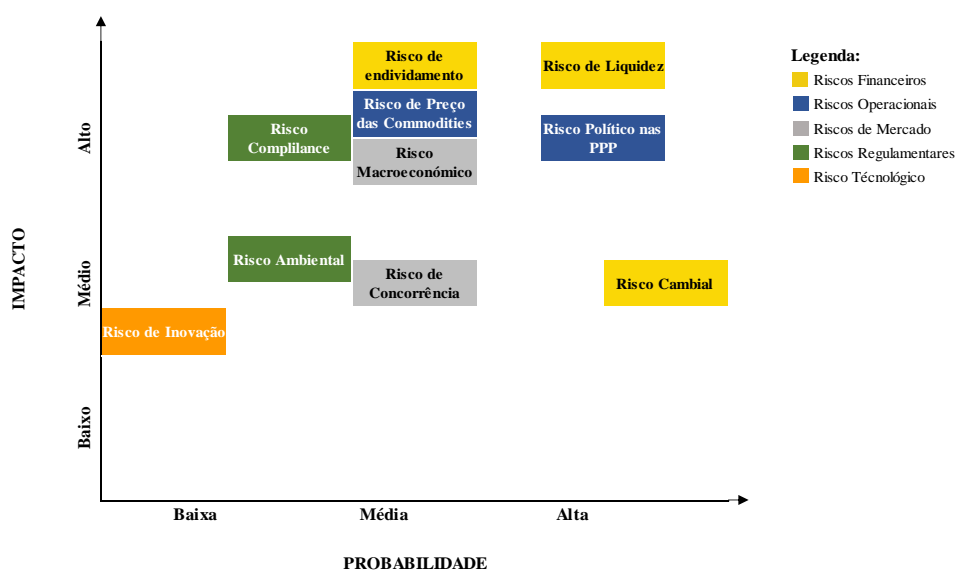 Risco de
endividamento
Risco de Liquidez
Legenda:
Riscos Financeiros
Riscos Operacionais
Riscos de Mercado
Riscos Regulamentares
Risco Técnológico
Risco de Preço
das Commodities
Risco
Complilance
Risco Político nas
PPP
Risco
Macroeconómico
Alto
IMPACTO
Médio
Risco Ambiental
Risco de
Concorrência
Risco Cambial
Risco de Inovação
Baixo
Baixa
Média
Alta
PROBABILIDADE